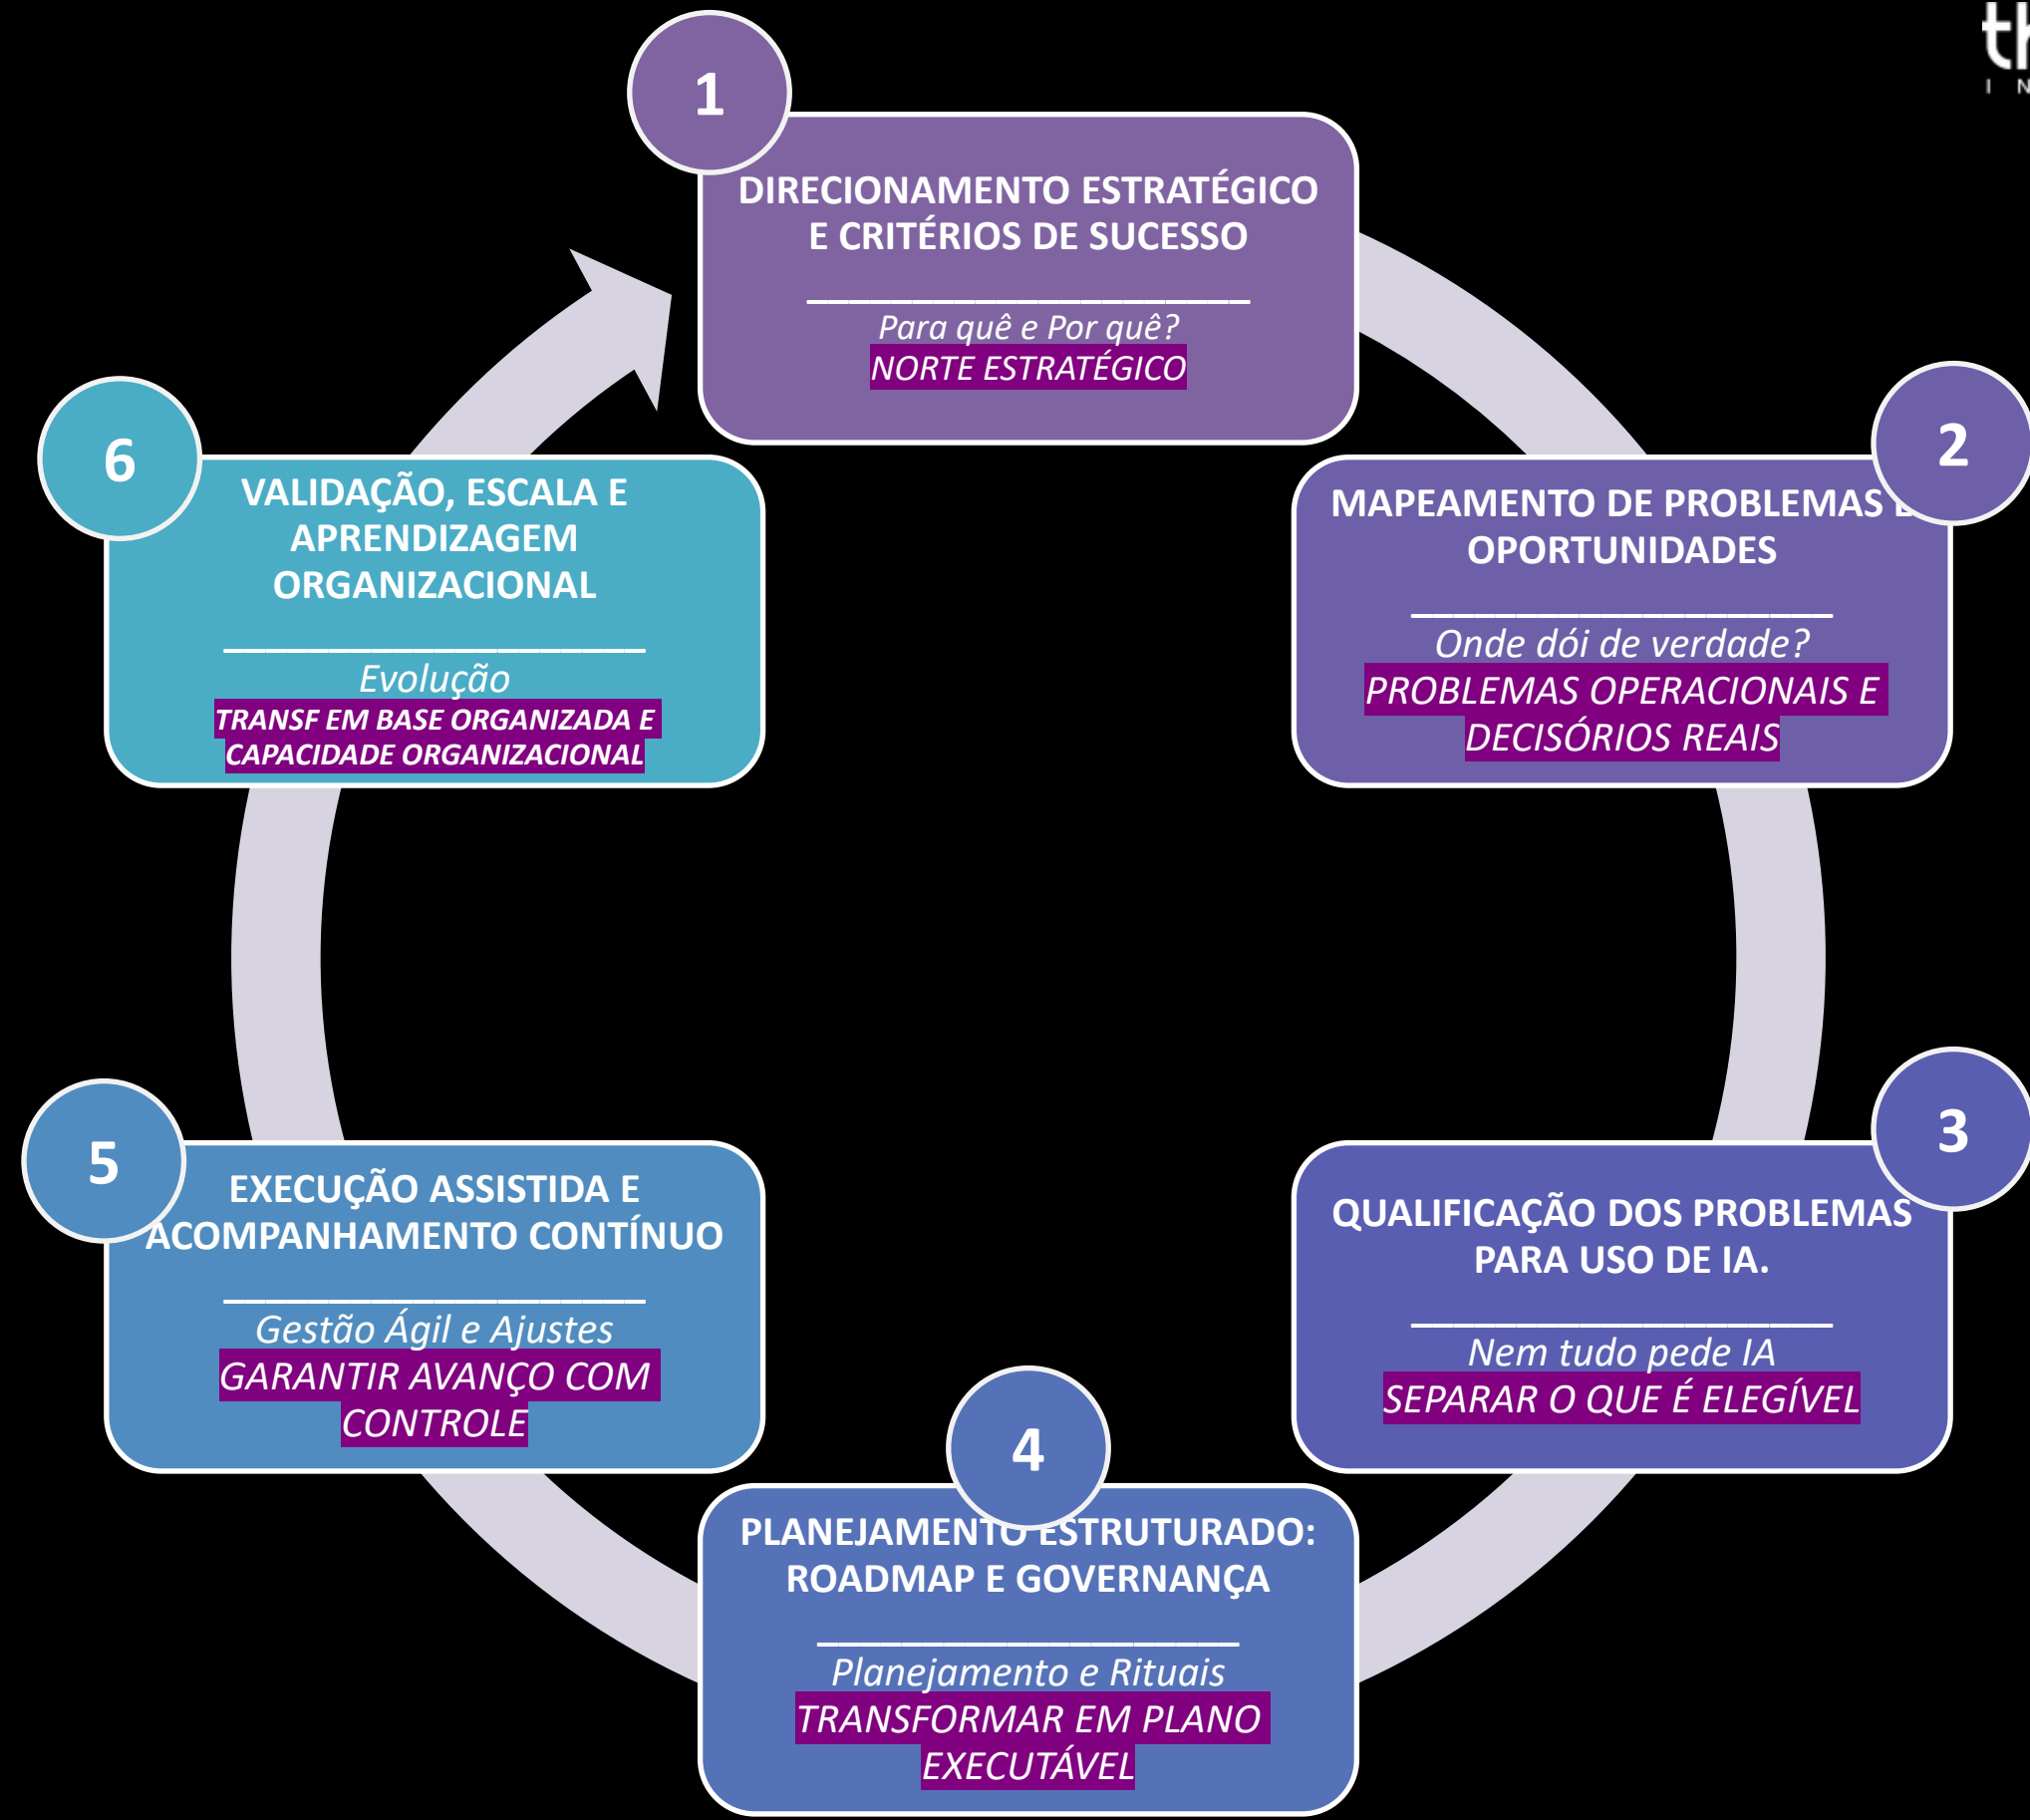 1
DIRECIONAMENTO ESTRATÉGICO
E CRITÉRIOS DE SUCESSO
Para quê e Por quê?
NORTE ESTRATÉGICO
2
MAPEAMENTO DE PROBLEMAS E
OPORTUNIDADES
Onde dói de verdade?
PROBLEMAS OPERACIONAIS E
DECISÓRIOS REAIS
3
QUALIFICAÇÃO DOS PROBLEMAS
PARA USO DE IA.
Nem tudo pede IA
SEPARAR O QUE É ELEGÍVEL
4
PLANEJAMENTO ESTRUTURADO:
ROADMAP E GOVERNANÇA
Planejamento e Rituais
TRANSFORMAR EM PLANO
EXECUTÁVEL
5
EXECUÇÃO ASSISTIDA E
ACOMPANHAMENTO CONTÍNUO
Gestão Ágil e Ajustes
GARANTIR AVANÇO COM
CONTROLE
6
VALIDAÇÃO, ESCALA E
APRENDIZAGEM
ORGANIZACIONAL
Evolução
TRANSF EM BASE ORGANIZADA E
CAPACIDADE ORGANIZACIONAL